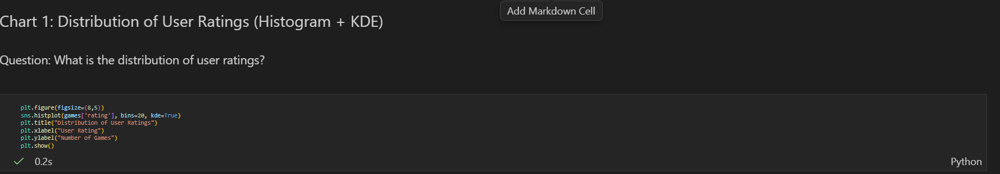 Add Markdown Cell
Chart 1: Distribution of User Ratings (Histogram + KDE)
Question: What is the distribution of user ratings?
plt.figure(figsize=(8,5))
sns.histplot(games['rating'], bins=20, kde=True)
plt.title("Distribution of User Ratings")
plt.xlabel("User Rating")
plt.ylabel("Number of Games")
plt.show()
0.2s
Python